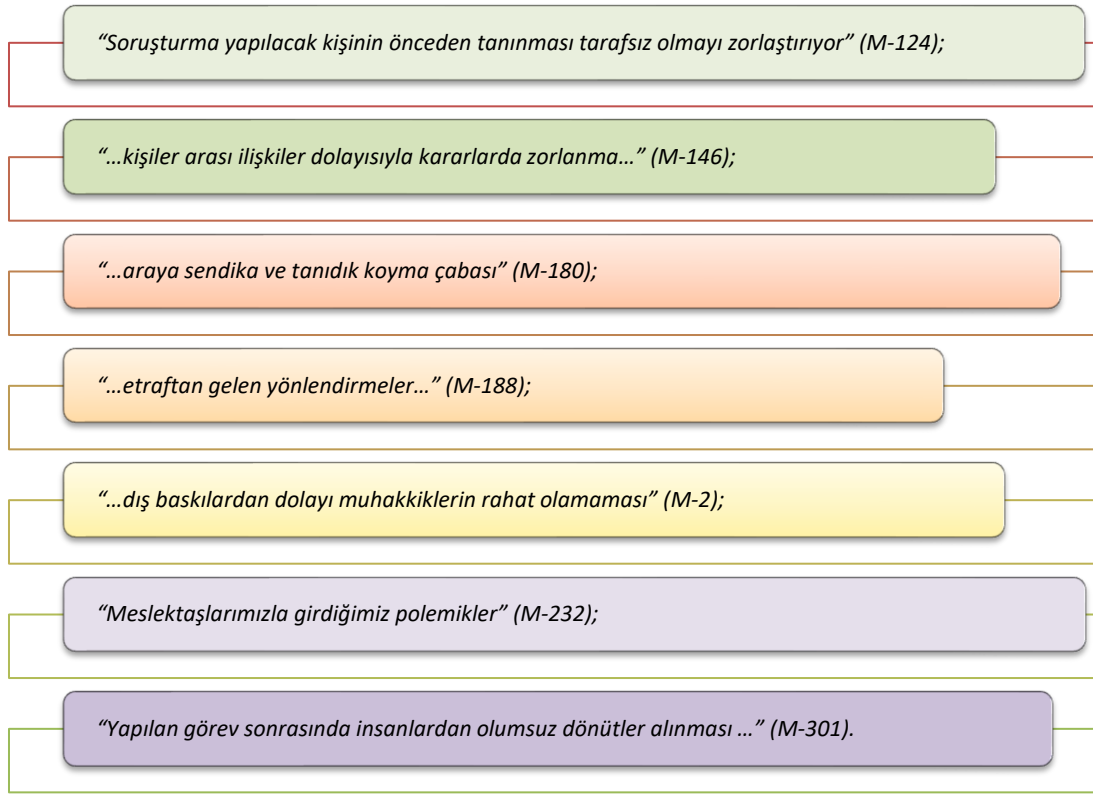 “Soruşturma yapılacak kişinin önceden tanınması tarafsız olmayı zorlaştırıyor” (M-124);
“…kişiler arası ilişkiler dolayısıyla kararlarda zorlanma…” (M-146);
“…araya sendika ve tanıdık koyma çabası” (M-180);
“…etraftan gelen yönlendirmeler…” (M-188);
“…dış baskılardan dolayı muhakkiklerin rahat olamaması” (M-2);
“Meslektaşlarımızla girdiğimiz polemikler” (M-232);
“Yapılan görev sonrasında insanlardan olumsuz dönütler alınması …” (M-301).